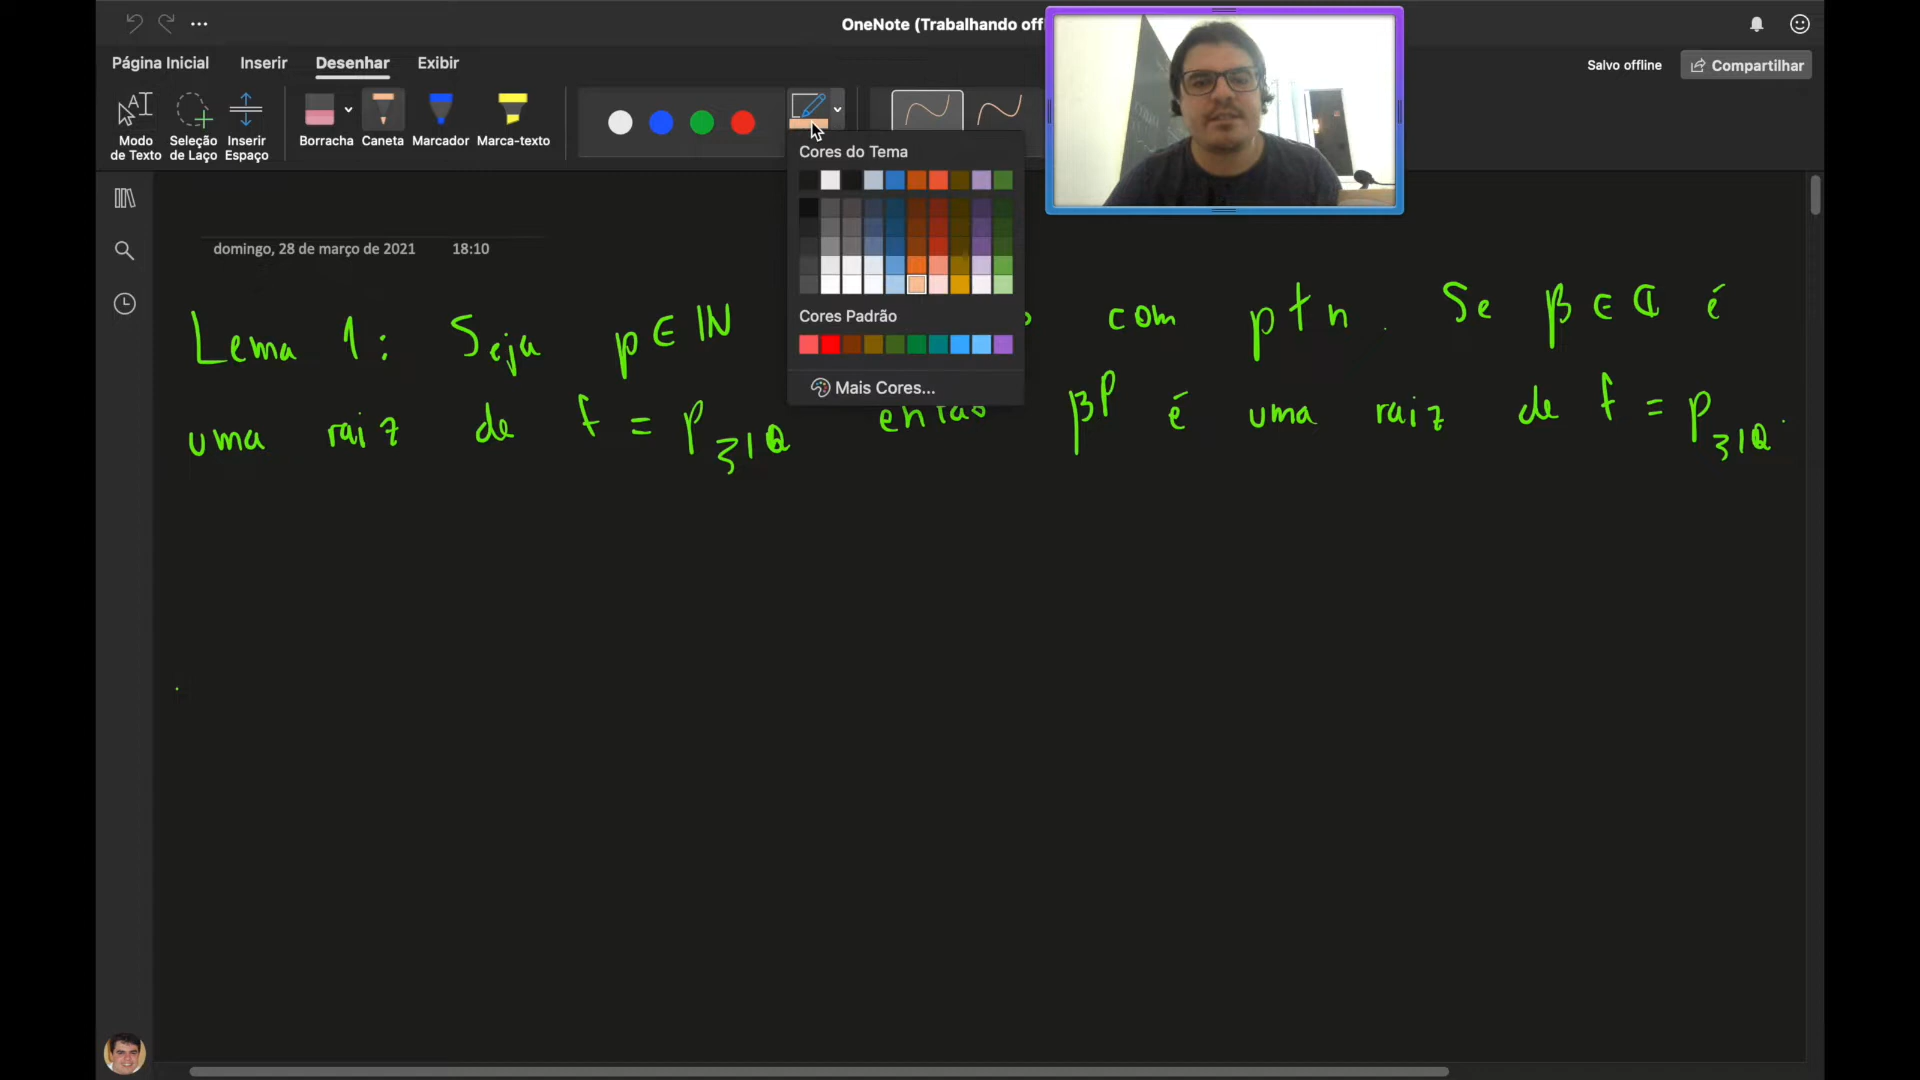 OneNote (Trabalhando off
Página Inicial Inserir Desenhar Exibir
Salvo offline Compartilhar
Modo de Texto
Seleção de Laço
Inserir Espaço
Borracha Caneta Marcador Marca-texto
Cores do Tema
Cores Padrão
Mais Cores...
domingo, 28 de março de 2021 18:10
Lema 1: Seja p ∈ ℕ com p ∤ n. Se β ∈ ℂ é
uma raiz de f = P_{ζ|ℚ} então β^p é uma raiz de f = P_{ζ|ℚ}.